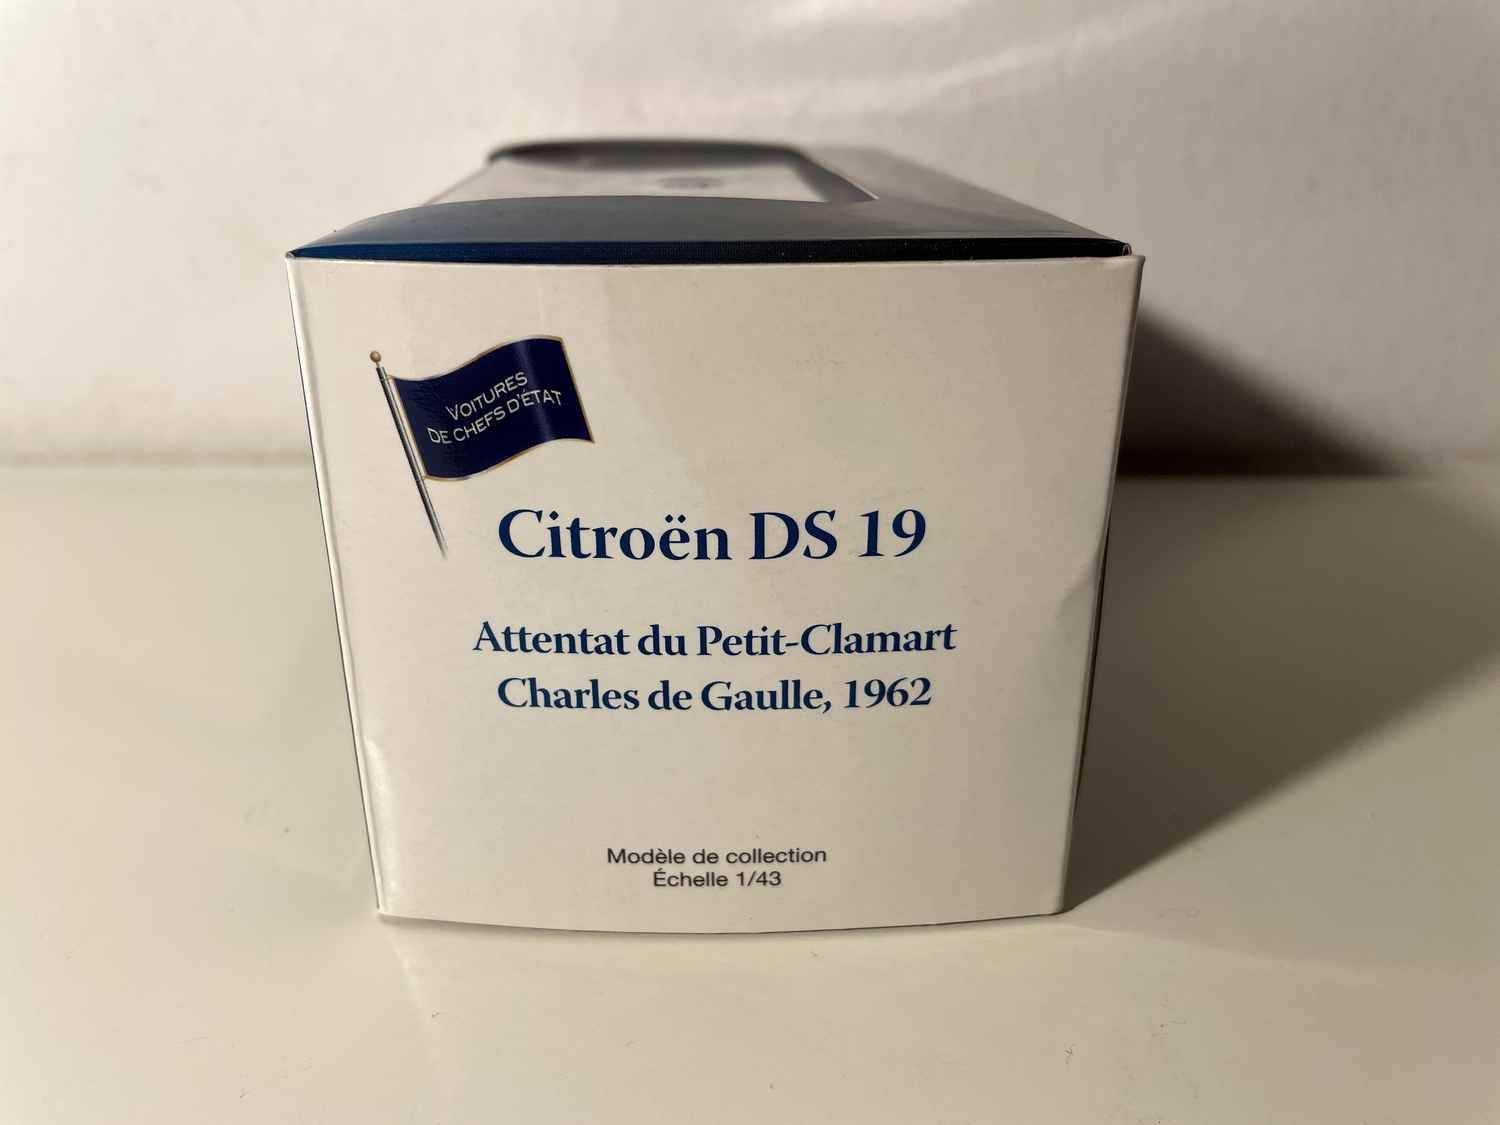 VOITURES
DE CHEFS D'ÉTAT
Citroën DS 19
Attentat du Petit-Clamart
Charles de Gaulle, 1962
Modèle de collection
Échelle 1/43